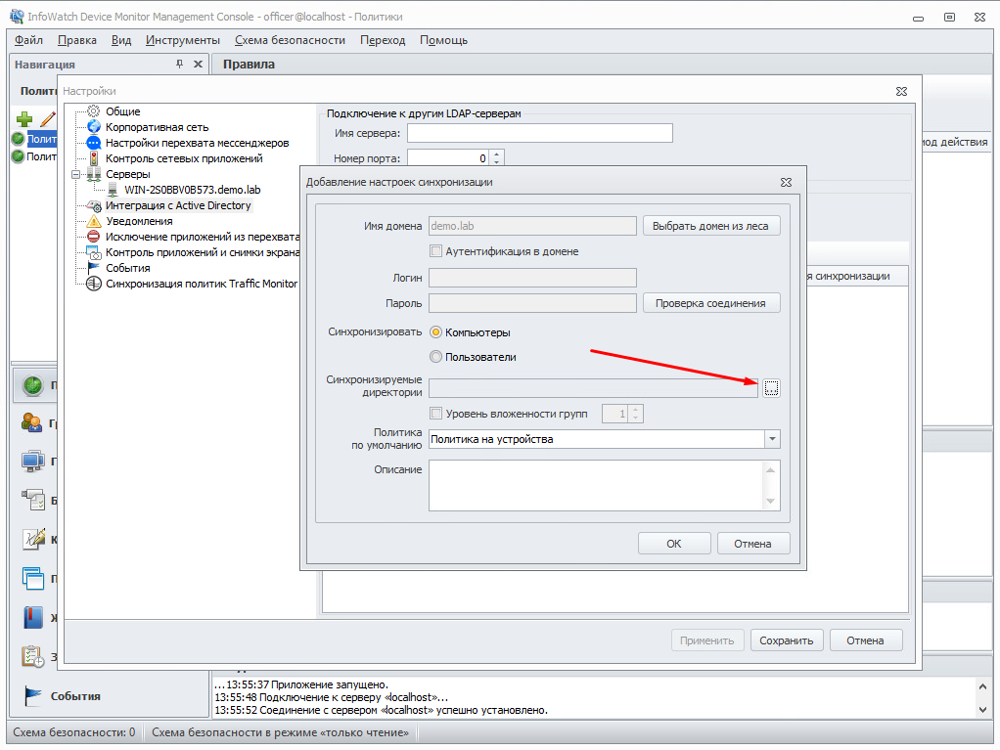 InfoWatch Device Monitor Management Console - officer@localhost - Политики
Файл Правка Вид Инструменты Схема безопасности Переход Помощь
Навигация
Правила
Настройки
Общие
Корпоративная сеть
Настройки перехвата мессенджеров
Контроль сетевых приложений
Серверы
WIN-2S0BBV0B573.demo.lab
Интеграция с Active Directory
Уведомления
Исключение приложений из перехвата
Контроль приложений и снимки экрана
События
Синхронизация политик Traffic Monitor
Подключение к другим LDAP-серверам
Имя сервера:
Номер порта: 0
од действия
я синхронизации
Добавление настроек синхронизации
Имя домена demo.lab Выбрать домен из леса
Аутентификация в домене
Логин
Пароль Проверка соединения
Синхронизировать Компьютеры
Пользователи
Синхронизируемые
директории ...
Уровень вложенности групп 1
Политика
по умолчанию Политика на устройства
Описание
ОК Отмена
Применить Сохранить Отмена
События
...13:55:37 Приложение запущено.
13:55:48 Подключение к серверу «localhost»...
13:55:52 Соединение с сервером «localhost» успешно установлено.
Схема безопасности: 0 Схема безопасности в режиме «только чтение»